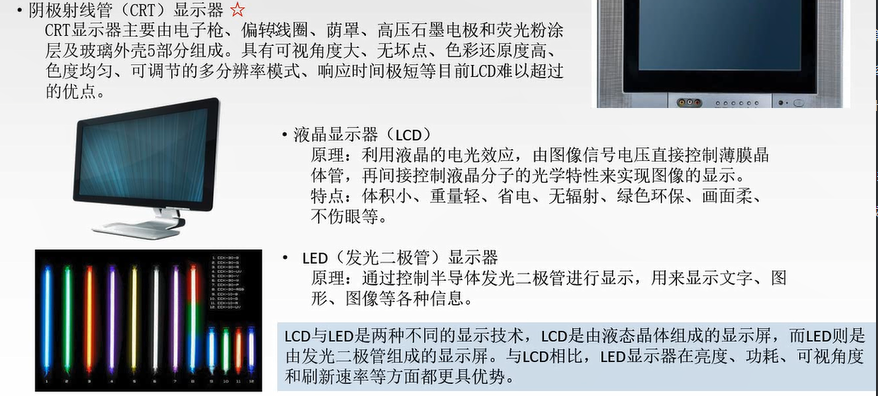 • 阴极射线管（CRT）显示器 ☆
CRT显示器主要由电子枪、偏转线圈、荫罩、高压石墨电极和荧光粉涂
层及玻璃外壳5部分组成。具有可视角度大、无坏点、色彩还原度高、
色度均匀、可调节的多分辨率模式、响应时间极短等目前LCD难以超过
的优点。
• 液晶显示器（LCD）
原理：利用液晶的电光效应，由图像信号电压直接控制薄膜晶
体管，再间接控制液晶分子的光学特性来实现图像的显示。
特点：体积小、重量轻、省电、无辐射、绿色环保、画面柔、
不伤眼等。
• LED（发光二极管）显示器
原理：通过控制半导体发光二极管进行显示，用来显示文字、图
形、图像等各种信息。
LCD与LED是两种不同的显示技术，LCD是由液态晶体组成的显示屏，而LED则是
由发光二极管组成的显示屏。与LCD相比，LED显示器在亮度、功耗、可视角度
和刷新速率等方面都更具优势。
1 2 3 4 5 6 7 8 9 10 11 12